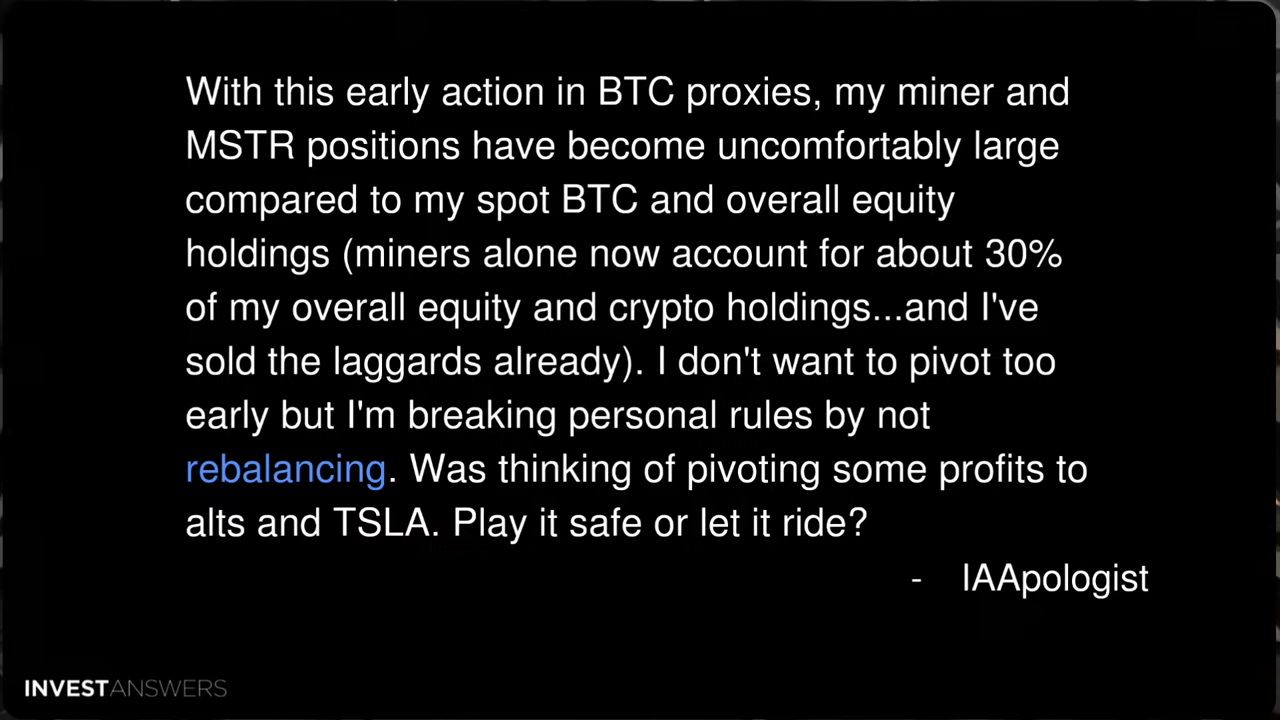 With this early action in BTC proxies, my miner and
MSTR positions have become uncomfortably large
compared to my spot BTC and overall equity
holdings (miners alone now account for about 30%
of my overall equity and crypto holdings...and I've
sold the laggards already). I don't want to pivot too
early but I'm breaking personal rules by not
rebalancing. Was thinking of pivoting some profits to
alts and TSLA. Play it safe or let it ride?
- IAApologist
INVESTANSWERS